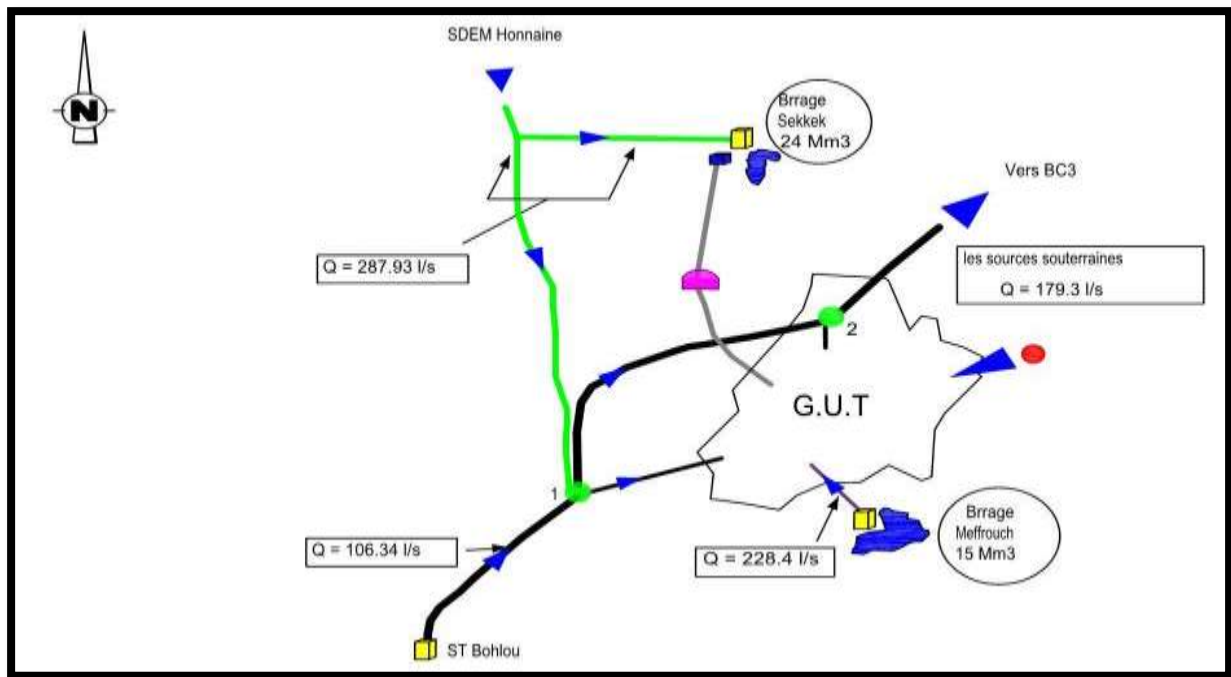 SDEM Honnaine
N
Brrage
Sekkek
24 Mm3
Vers BC3
Q = 287.93 l/s
les sources souterraines
Q = 179.3 l/s
2
G.U.T
1
Q = 106.34 l/s
Q = 228.4 l/s
Brrage
Meffrouch
15 Mm3
ST Bohlou